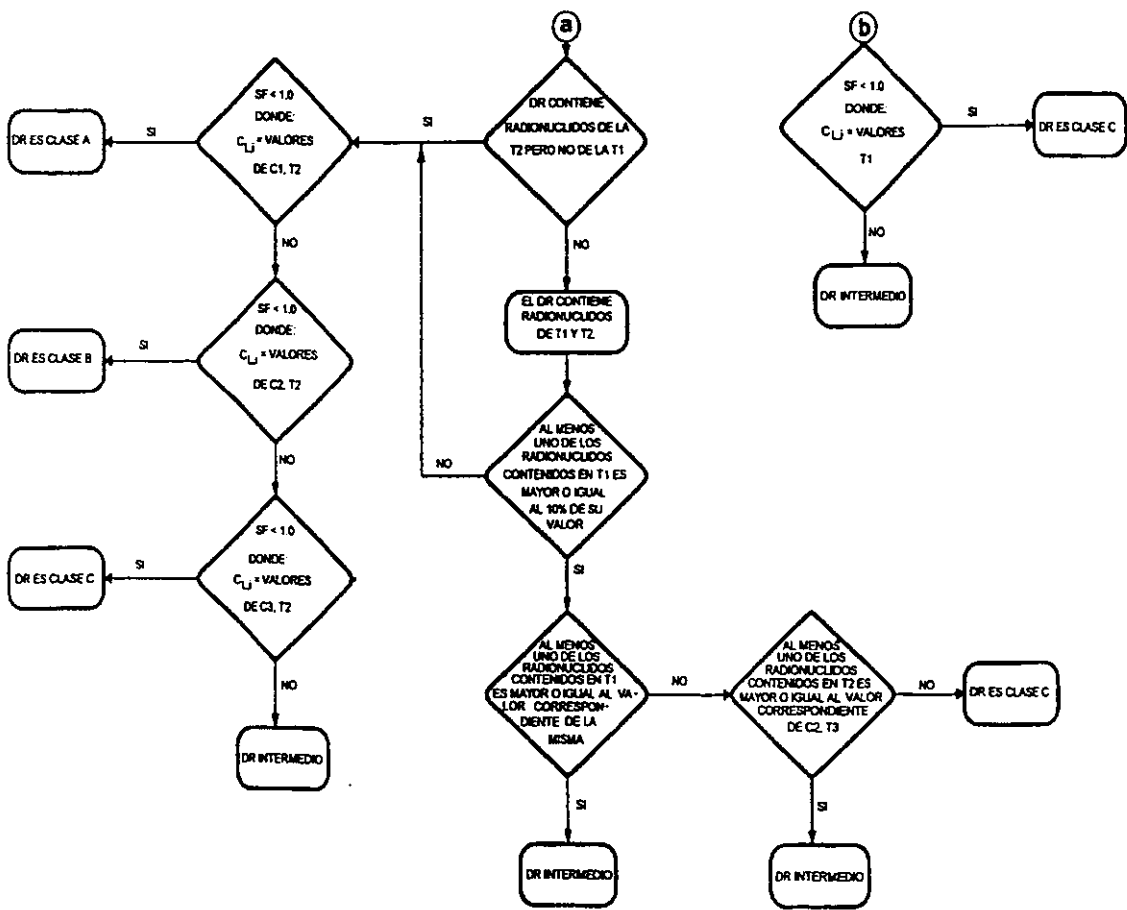 a
b
SF < 1.0
DONDE:
C i,j = VALORES
DE C1, T2
SI
DR ES CLASE A
DR CONTIENE
RADIONUCLIDOS DE LA
T2 PERO NO DE LA T1
SI
SF < 1.0
DONDE:
C i,j = VALORES
T1
SI
DR ES CLASE C
NO
NO
NO
SF < 1.0
DONDE:
C i,j = VALORES
DE C2, T2
SI
DR ES CLASE B
EL DR CONTIENE
RADIONUCLIDOS
DE T1 Y T2.
DR INTERMEDIO
NO
AL MENOS
UNO DE LOS
RADIONUCLIDOS
CONTENIDOS EN T1 ES
MAYOR O IGUAL
AL 10% DE SU
VALOR
NO
SF < 1.0
DONDE:
C i,j = VALORES
DE C3, T2
SI
DR ES CLASE C
SI
NO
DR INTERMEDIO
AL MENOS
UNO DE LOS
RADIONUCLIDOS
CONTENIDOS EN T1
ES MAYOR O IGUAL AL VA-
LOR CORRESPON-
DIENTE DE LA
MISMA
NO
AL MENOS
UNO DE LOS
RADIONUCLIDOS
CONTENIDOS EN T2 ES
MAYOR O IGUAL AL VALOR
CORRESPONDIENTE
DE C2, T3
NO
DR ES CLASE C
SI
SI
DR INTERMEDIO
DR INTERMEDIO